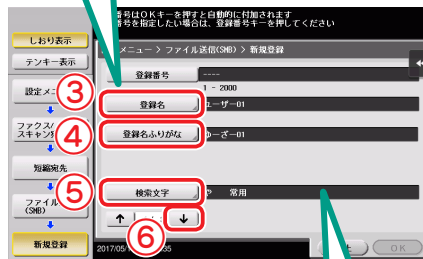 番号はOKキーを押すと自動的に付加されます
番号を指定したい場合は、登録番号キーを押してください
しおり表示
テンキー表示
メニュー > ファイル送信(SMB) > 新規登録
登録番号 ----
1 - 2000
設定メニ
③
登録名 ユーザー01
ファクス/
スキャン
④
登録名ふりがな ゆーざー01
短縮宛先
⑤
検索文字 や 常用
ファイル
(SMB)
↑ ↓
⑥
新規登録
2017/05/ :35
OK